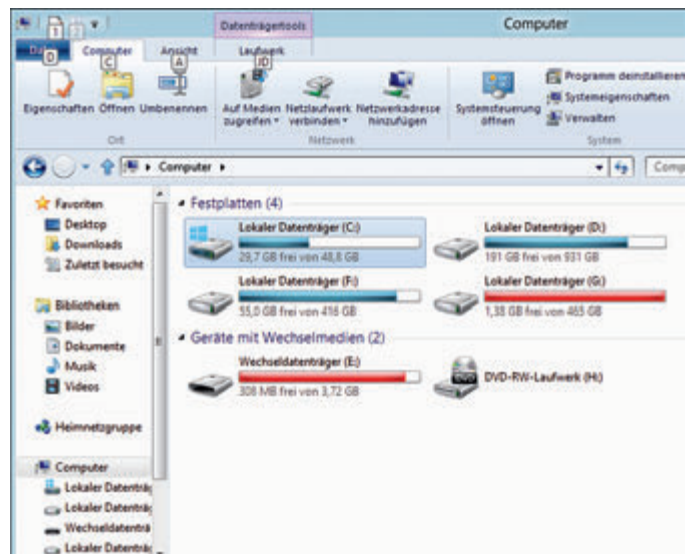 1
Datenträgertools
Computer
D
Computer
C
Ansicht
A
Laufwerk
JD
Eigenschaften Öffnen Umbenennen
Auf Medien zugreifen
Netzlaufwerk verbinden
Netzwerkadresse hinzufügen
Systemsteuerung öffnen
Programm deinstallieren
Systemeigenschaften
Verwalten
Ort
Netzwerk
System
Computer
Favoriten
Desktop
Downloads
Zuletzt besucht
Bibliotheken
Bilder
Dokumente
Musik
Videos
Heimnetzgruppe
Computer
Lokaler Datenträ
Lokaler Datenträ
Wechseldatenträ
Lokaler Datenträ
Festplatten (4)
Lokaler Datenträger (C:)
29,7 GB frei von 48,8 GB
Lokaler Datenträger (D:)
191 GB frei von 931 GB
Lokaler Datenträger (F:)
55,0 GB frei von 416 GB
Lokaler Datenträger (G:)
1,38 GB frei von 465 GB
Geräte mit Wechselmedien (2)
Wechseldatenträger (E:)
308 MB frei von 3,72 GB
DVD
DVD-RW-Laufwerk (H:)